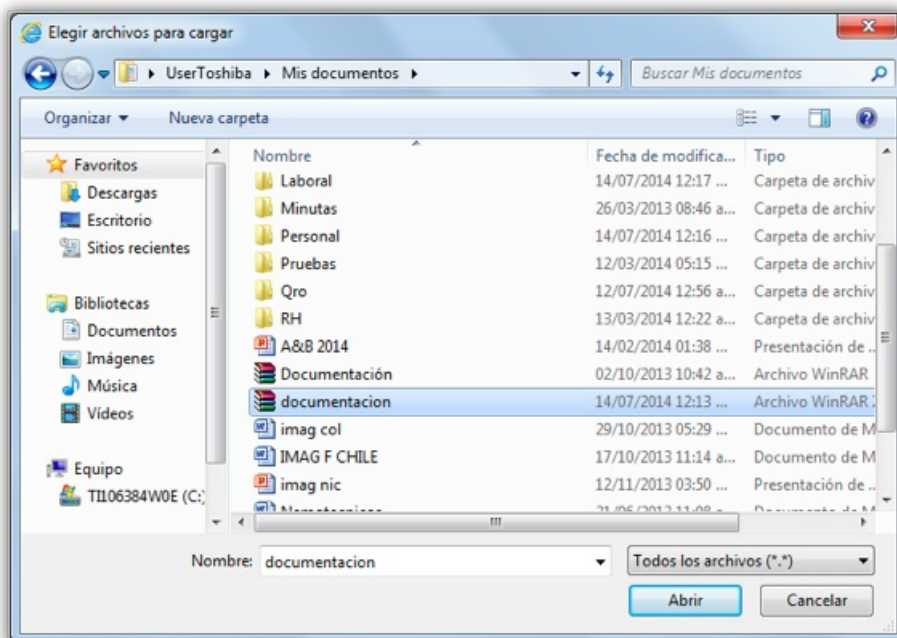 Elegir archivos para cargar
UserToshiba Mis documentos Buscar Mis documentos
Organizar Nueva carpeta
Favoritos
Descargas
Escritorio
Sitios recientes
Bibliotecas
Documentos
Imágenes
Música
Vídeos
Equipo
TI106384W0E (C:)
Nombre Fecha de modifica... Tipo
Laboral 14/07/2014 12:17 ... Carpeta de archiv
Minutas 26/03/2013 08:46 a... Carpeta de archiv
Personal 14/07/2014 12:16 ... Carpeta de archiv
Pruebas 12/03/2014 05:15 ... Carpeta de archiv
Qro 12/07/2014 12:56 a... Carpeta de archiv
RH 13/03/2014 12:22 a... Carpeta de archiv
A&B 2014 14/02/2014 01:38 ... Presentación de ..
Documentación 02/10/2013 10:42 a... Archivo WinRAR
documentacion 14/07/2014 12:13 ... Archivo WinRAR
imag col 29/10/2013 05:29 ... Documento de M
IMAG F CHILE 17/10/2013 11:14 a... Documento de M
imag nic 12/11/2013 03:50 ... Presentación de ..
Nombre: documentacion Todos los archivos (*.*)
Abrir Cancelar